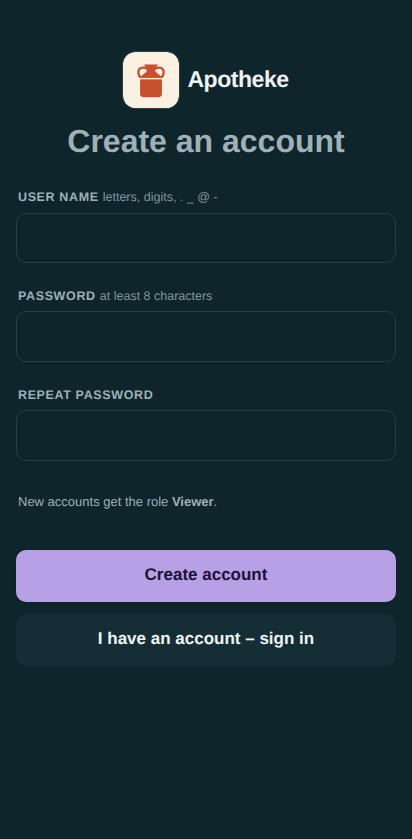 Apotheke
Create an account
USER NAME letters, digits, . _ @ -
PASSWORD at least 8 characters
REPEAT PASSWORD
New accounts get the role Viewer.
Create account
I have an account – sign in